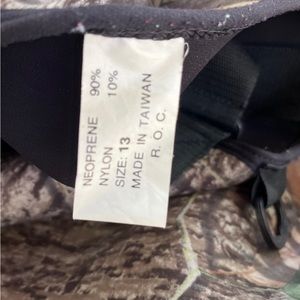 NEOPRENE 90%
NYLON 10%
SIZE: 13
MADE IN TAIWAN
R. O. C.